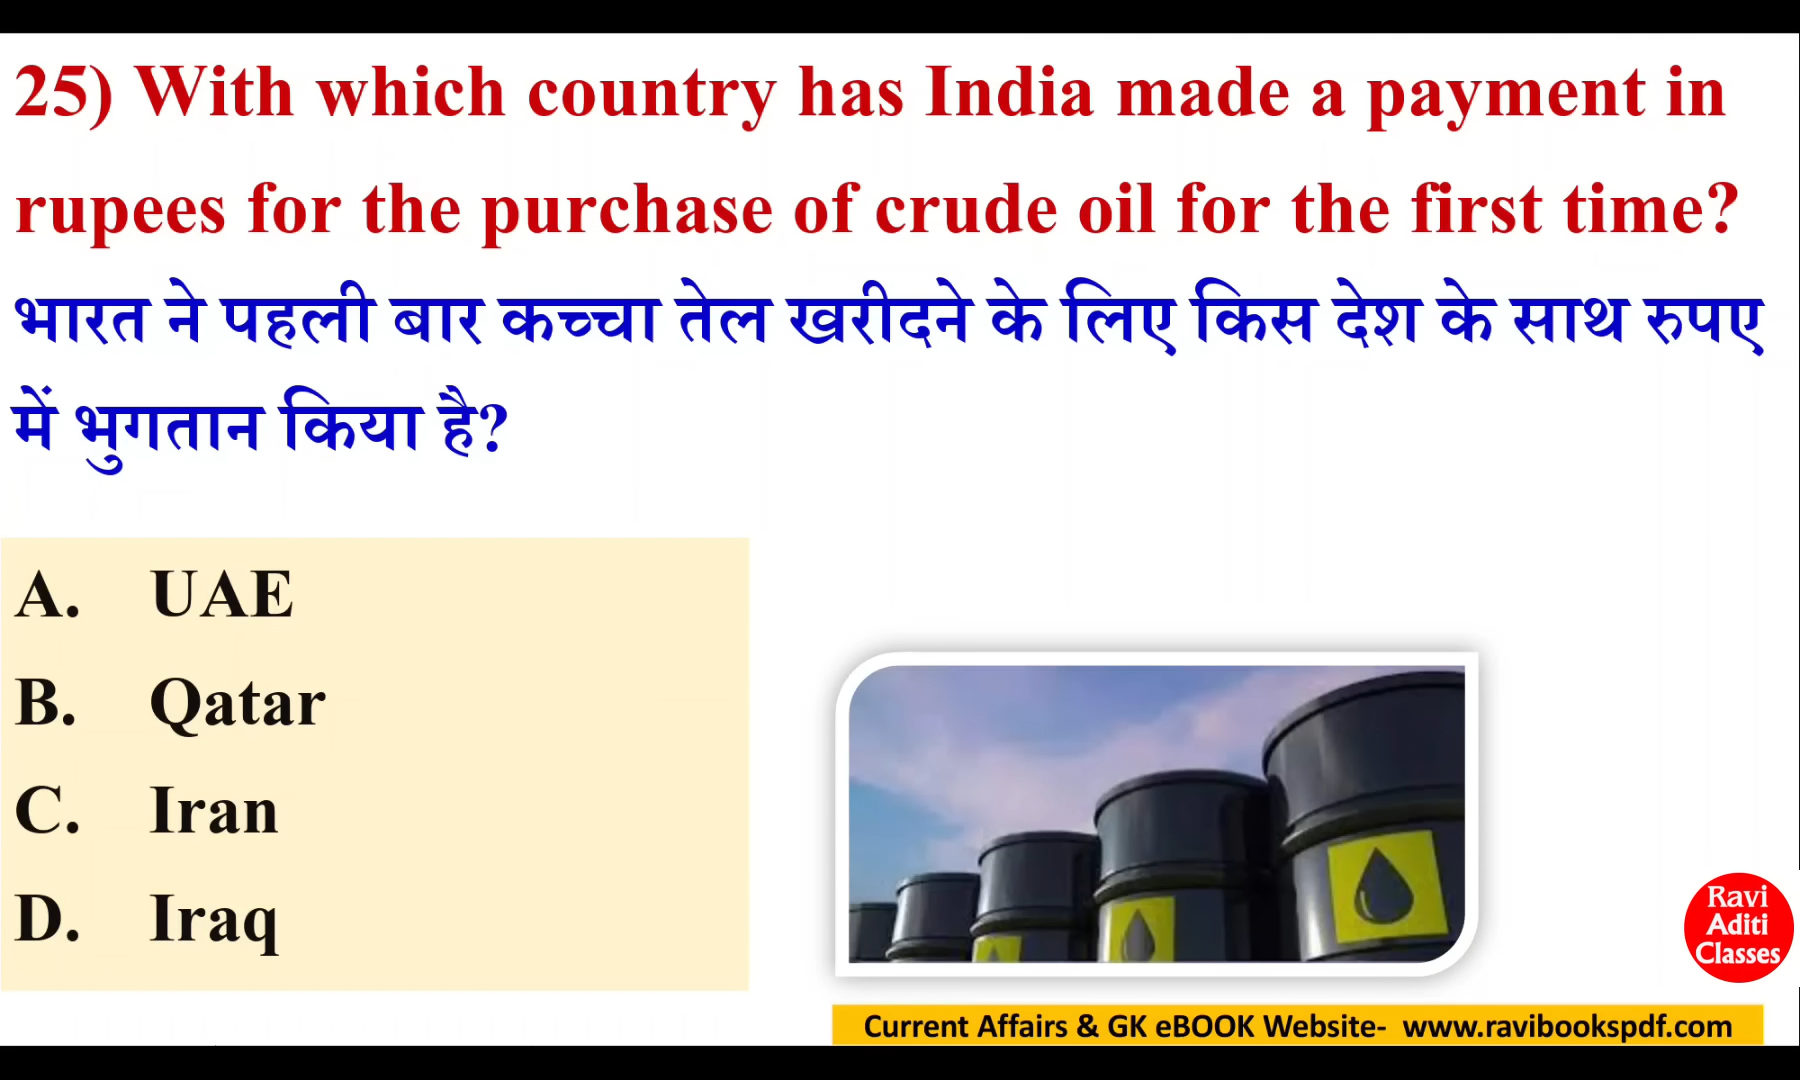 25) With which country has India made a payment in
rupees for the purchase of crude oil for the first time?
भारत ने पहली बार कच्चा तेल खरीदने के लिए किस देश के साथ रुपए
में भुगतान किया है?
A. UAE
B. Qatar
C. Iran
D. Iraq
Ravi
Aditi
Classes
Current Affairs & GK eBOOK Website- www.ravibookspdf.com